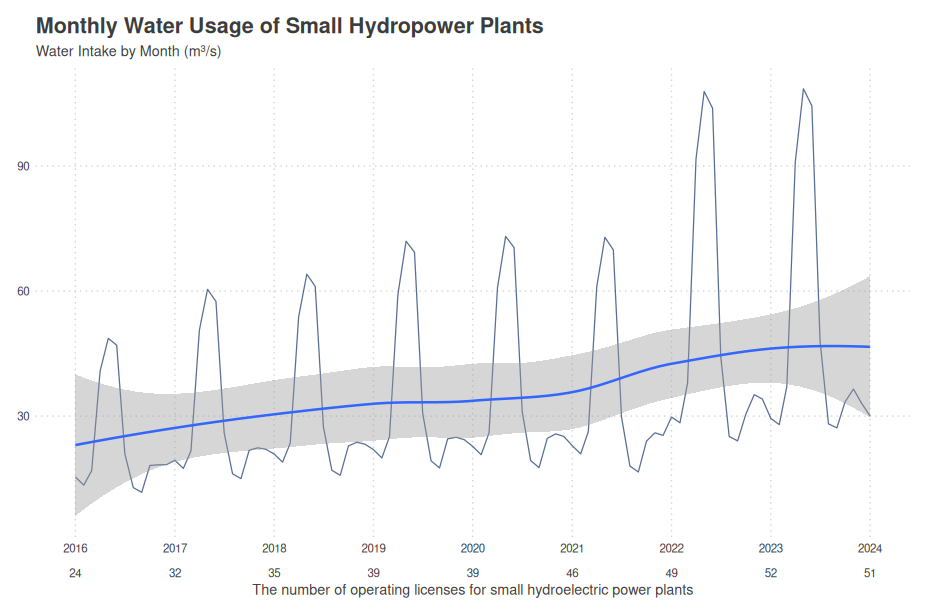 Monthly Water Usage of Small Hydropower Plants
Water Intake by Month (m³/s)
90
60
30
2016 2017 2018 2019 2020 2021 2022 2023 2024
24 32 35 39 39 46 49 52 51
The number of operating licenses for small hydroelectric power plants